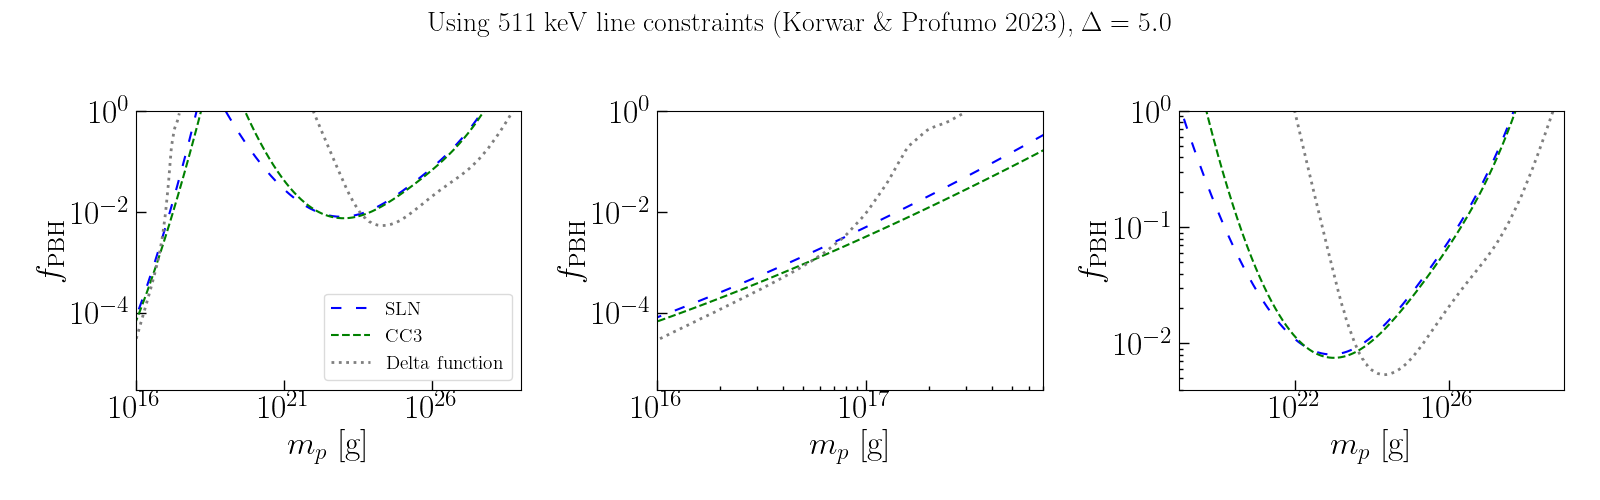 Using 511 keV line constraints (Korwar & Profumo 2023), Δ = 5.0
10^0
10^-2
10^-4
f_PBH
10^16
10^21
10^26
m_p [g]
SLN
CC3
Delta function
10^0
10^-2
10^-4
f_PBH
10^16
10^17
m_p [g]
10^0
10^-1
10^-2
f_PBH
10^22
10^26
m_p [g]